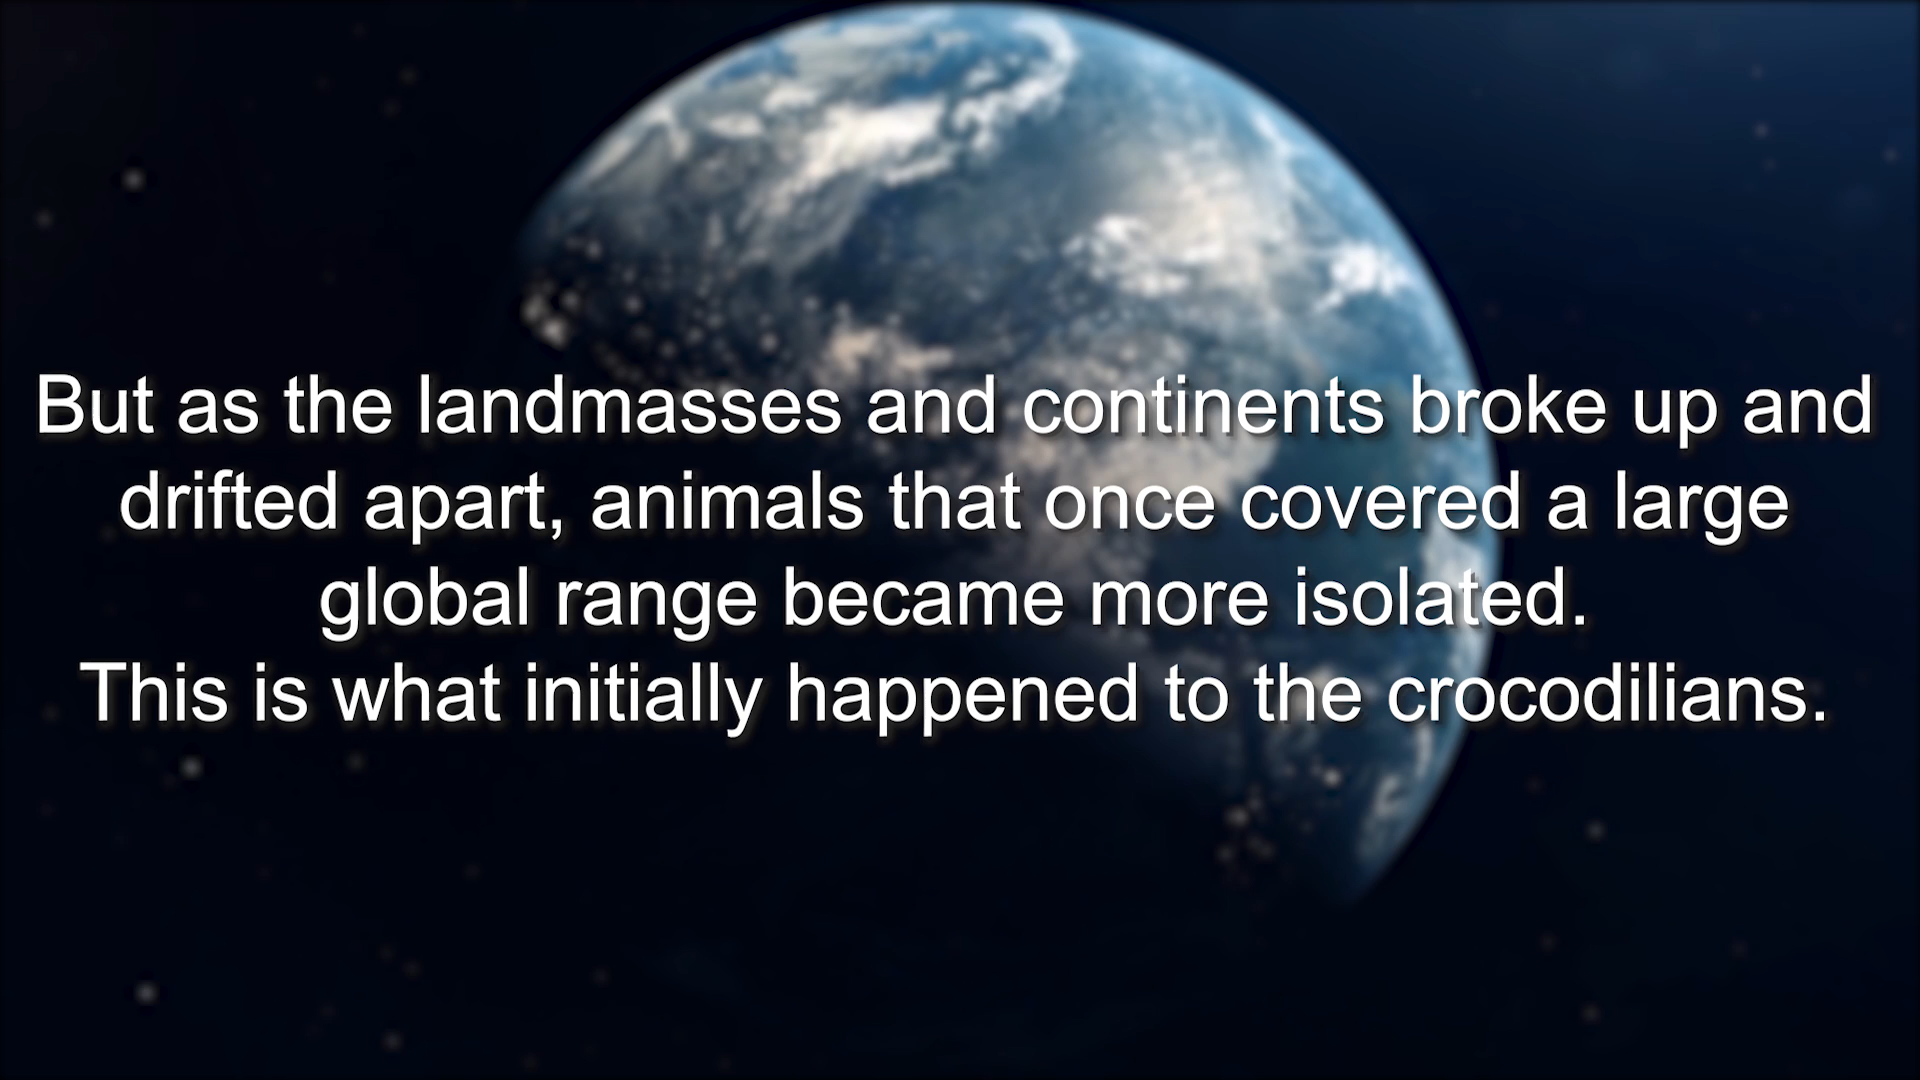 But as the landmasses and continents broke up and
drifted apart, animals that once covered a large
global range became more isolated.
This is what initially happened to the crocodilians.